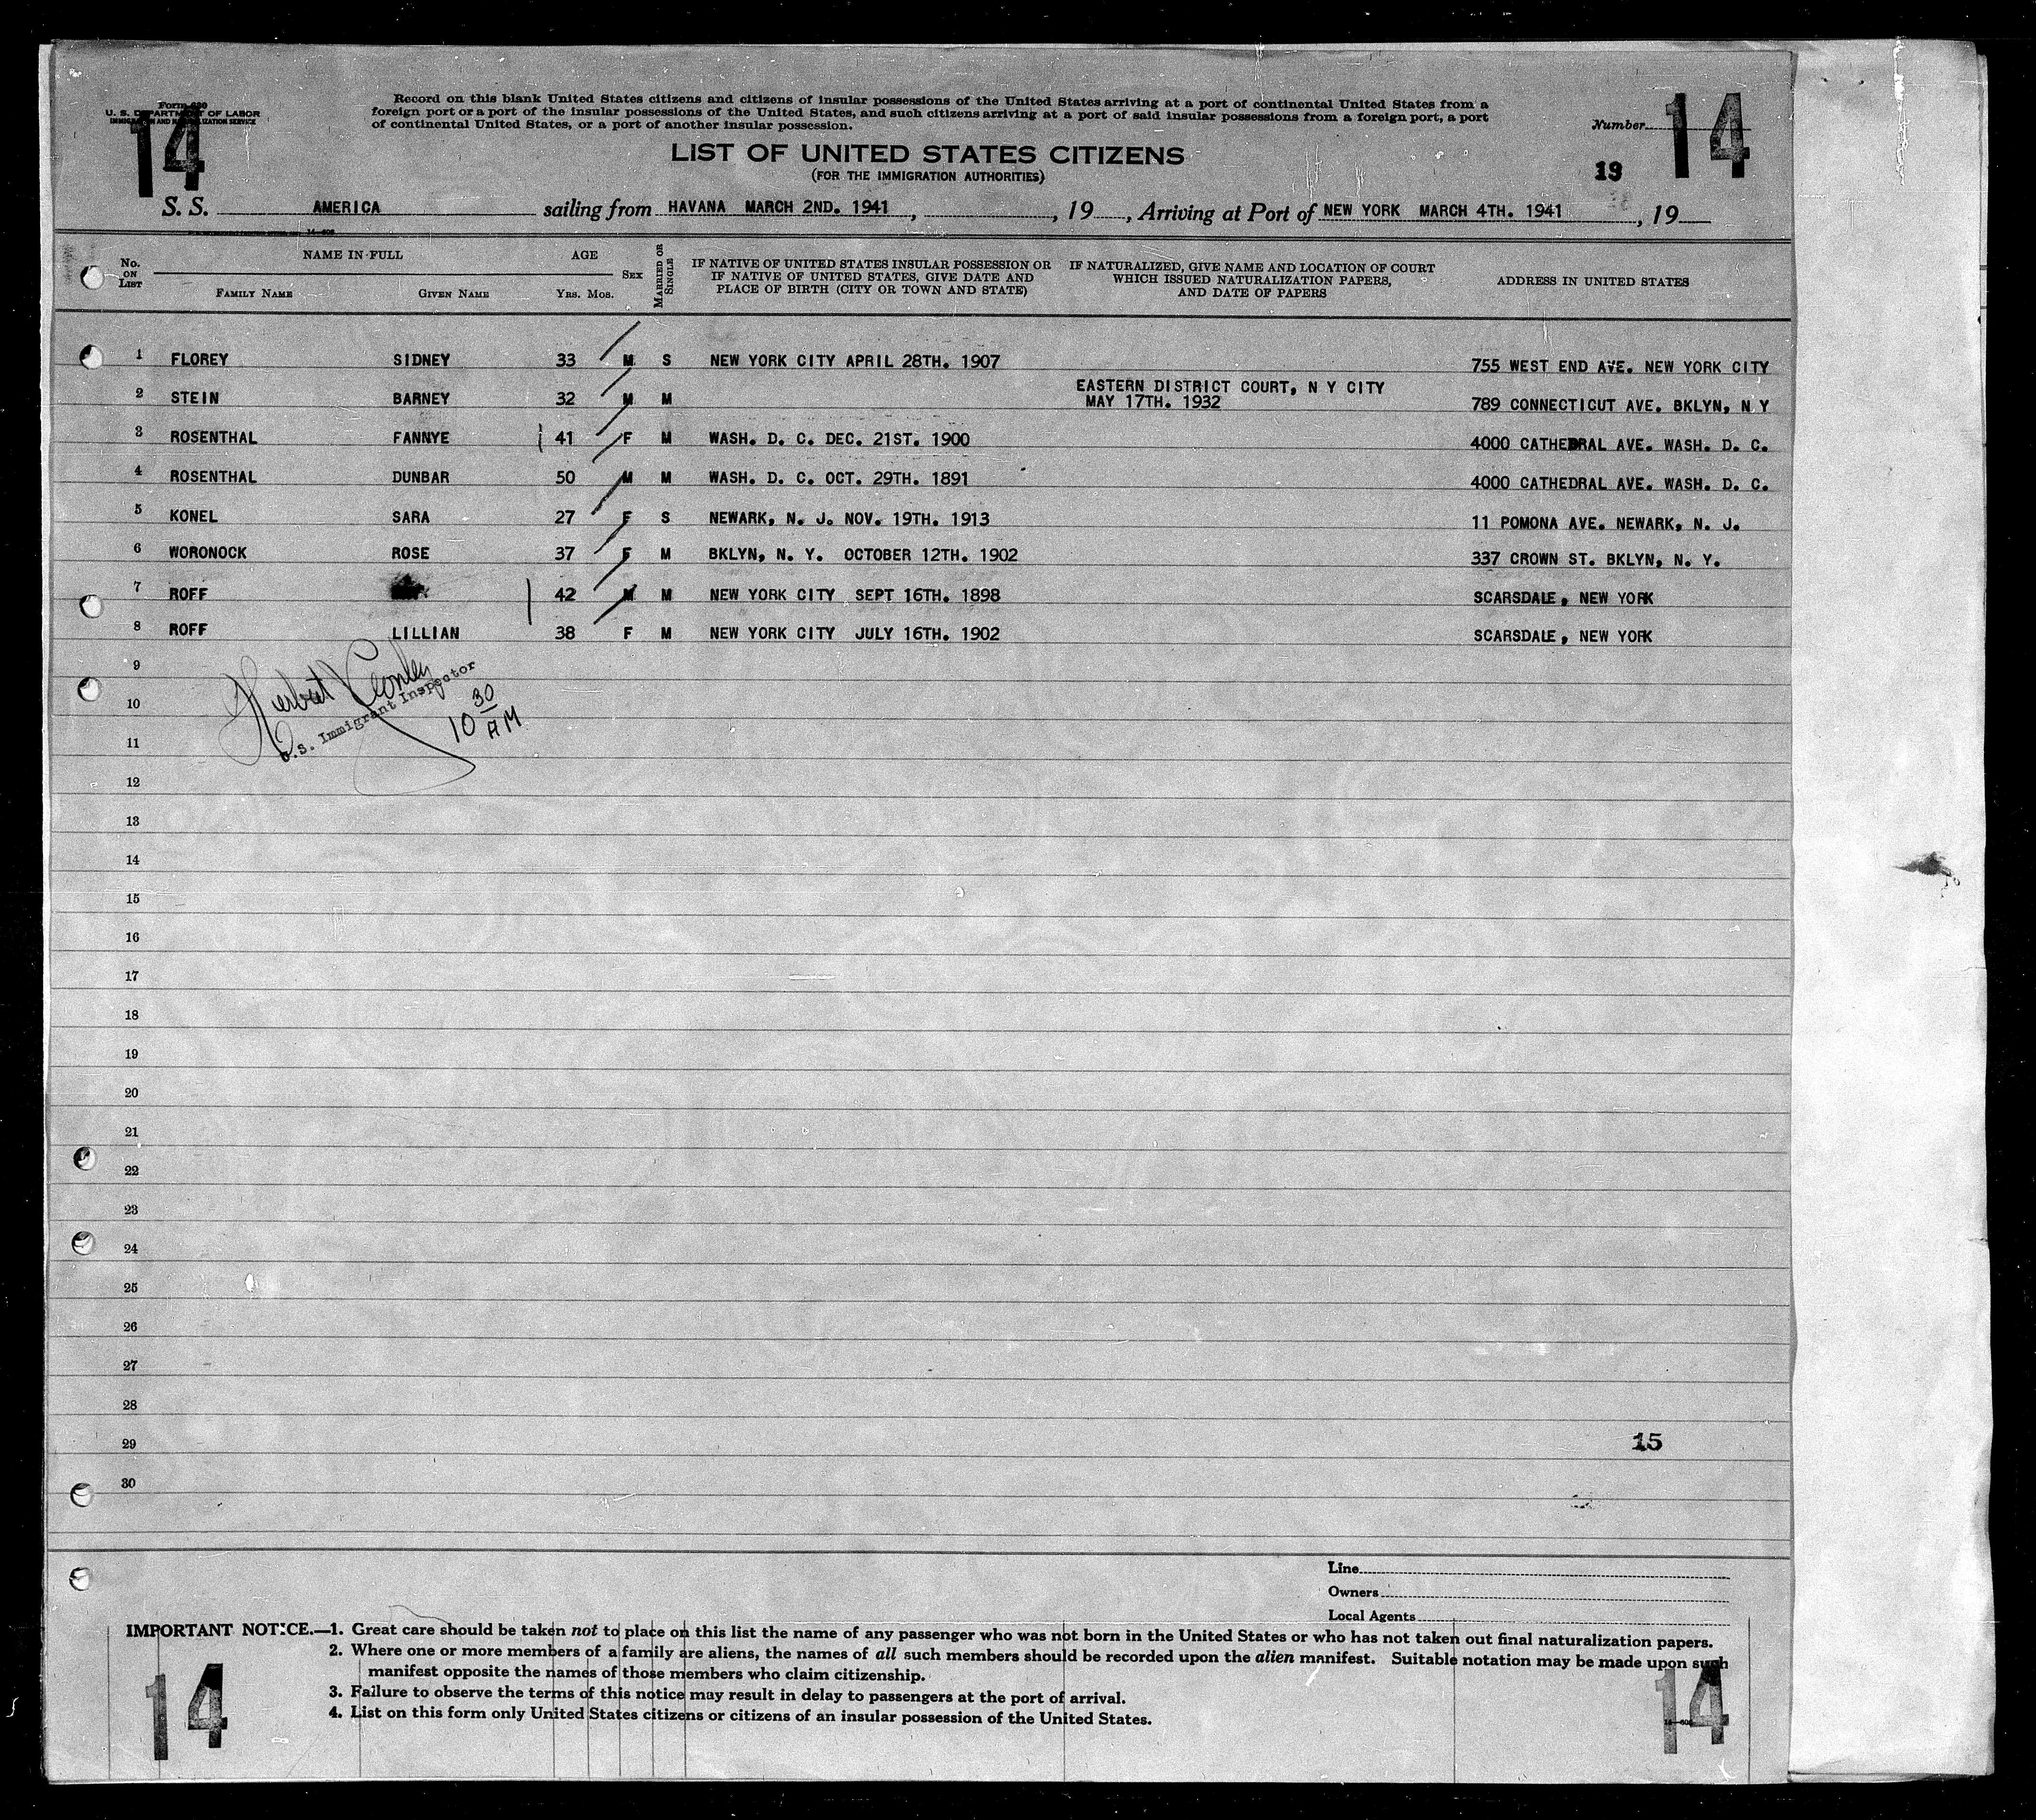 Form 630
U. S. DEPARTMENT OF LABOR
IMMIGRATION AND NATURALIZATION SERVICE
14
Record on this blank United States citizens and citizens of insular possessions of the United States arriving at a port of continental United States from a
foreign port or a port of the insular possessions of the United States, and such citizens arriving at a port of said insular possessions from a foreign port, a port
of continental United States, or a port of another insular possession.
Number 14
LIST OF UNITED STATES CITIZENS
(FOR THE IMMIGRATION AUTHORITIES)
13
S. S. AMERICA sailing from HAVANA MARCH 2ND. 1941, , 19 , Arriving at Port of NEW YORK MARCH 4TH. 1941, 19
No. ON LIST
NAME IN FULL
FAMILY NAME GIVEN NAME
AGE
YRS. MOS.
SEX
MARRIED OR SINGLE
IF NATIVE OF UNITED STATES INSULAR POSSESSION OR
IF NATIVE OF UNITED STATES, GIVE DATE AND
PLACE OF BIRTH (CITY OR TOWN AND STATE)
IF NATURALIZED, GIVE NAME AND LOCATION OF COURT
WHICH ISSUED NATURALIZATION PAPERS,
AND DATE OF PAPERS
ADDRESS IN UNITED STATES
1 FLOREY SIDNEY 33 M S NEW YORK CITY APRIL 28TH. 1907 755 WEST END AVE. NEW YORK CITY
2 STEIN BARNEY 32 M M EASTERN DISTRICT COURT, N Y CITY MAY 17TH. 1932 789 CONNECTICUT AVE. BKLYN, N Y
3 ROSENTHAL FANNYE 41 F M WASH. D. C. DEC. 21ST. 1900 4000 CATHEDRAL AVE. WASH. D. C.
4 ROSENTHAL DUNBAR 50 M M WASH. D. C. OCT. 29TH. 1891 4000 CATHEDRAL AVE. WASH. D. C.
5 KONEL SARA 27 F S NEWARK, N. J. NOV. 19TH. 1913 11 POMONA AVE. NEWARK, N. J.
6 WORONOCK ROSE 37 F M BKLYN, N. Y. OCTOBER 12TH. 1902 337 CROWN ST. BKLYN, N. Y.
7 ROFF 42 M M NEW YORK CITY SEPT 16TH. 1898 SCARSDALE, NEW YORK
8 ROFF LILLIAN 38 F M NEW YORK CITY JULY 16TH. 1902 SCARSDALE, NEW YORK
9
Herbert
U.S. Immigrant Inspector
10 30 AM
10
11
12
13
14
15
16
17
18
19
20
21
22
23
24
25
26
27
28
29 15
30
Line
Owners
Local Agents
IMPORTANT NOTICE.—1. Great care should be taken not to place on this list the name of any passenger who was not born in the United States or who has not taken out final naturalization papers.
2. Where one or more members of a family are aliens, the names of all such members should be recorded upon the alien manifest. Suitable notation may be made upon such
manifest opposite the names of those members who claim citizenship.
3. Failure to observe the terms of this notice may result in delay to passengers at the port of arrival.
4. List on this form only United States citizens or citizens of an insular possession of the United States.
14
14